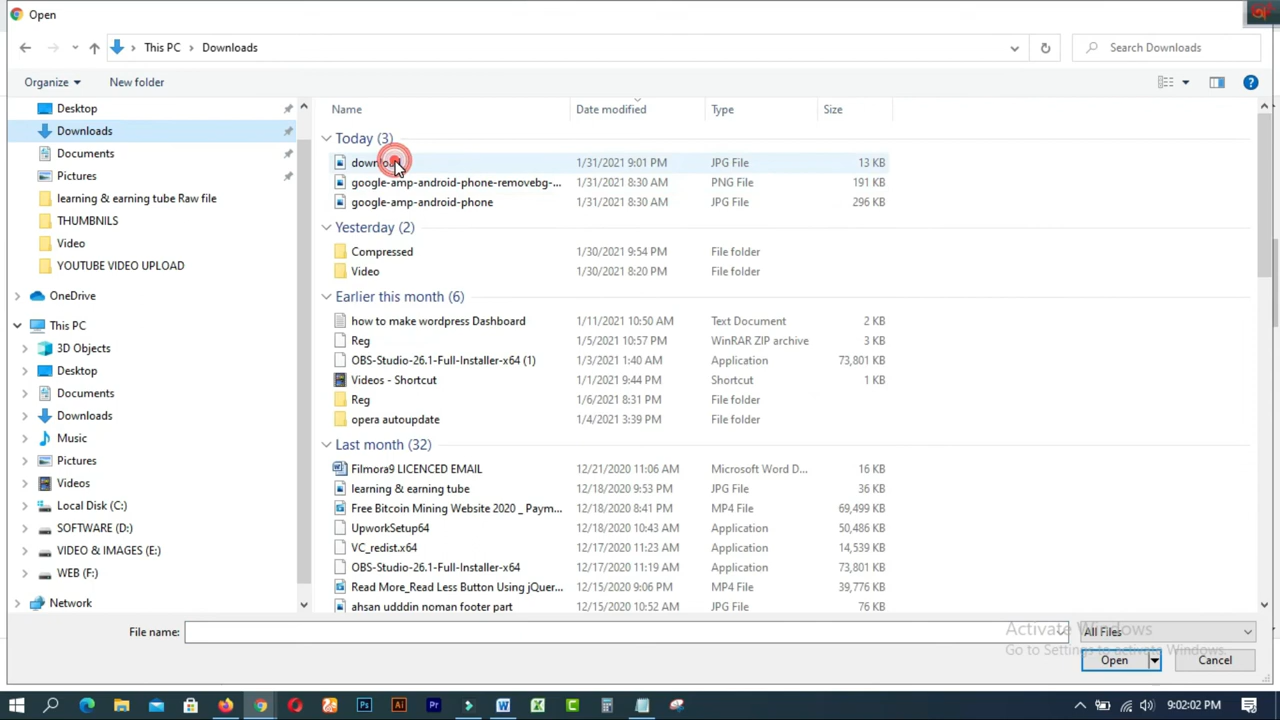 Open
This PC > Downloads
Search Downloads
Organize
New folder
Desktop
Downloads
Documents
Pictures
learning & earning tube Raw file
THUMBNILS
Video
YOUTUBE VIDEO UPLOAD
OneDrive
This PC
3D Objects
Desktop
Documents
Downloads
Music
Pictures
Videos
Local Disk (C:)
SOFTWARE (D:)
VIDEO & IMAGES (E:)
WEB (F:)
Network
Name Date modified Type Size
Today (3)
download 1/31/2021 9:01 PM JPG File 13 KB
google-amp-android-phone-removebg-... 1/31/2021 8:30 AM PNG File 191 KB
google-amp-android-phone 1/31/2021 8:30 AM JPG File 296 KB
Yesterday (2)
Compressed 1/30/2021 9:54 PM File folder
Video 1/30/2021 8:20 PM File folder
Earlier this month (6)
how to make wordpress Dashboard 1/11/2021 10:50 AM Text Document 2 KB
Reg 1/5/2021 10:57 PM WinRAR ZIP archive 3 KB
OBS-Studio-26.1-Full-Installer-x64 (1) 1/3/2021 1:40 AM Application 73,801 KB
Videos - Shortcut 1/1/2021 9:44 PM Shortcut 1 KB
Reg 1/6/2021 8:31 PM File folder
opera autoupdate 1/4/2021 3:39 PM File folder
Last month (32)
Filmora9 LICENCED EMAIL 12/21/2020 11:06 AM Microsoft Word D... 16 KB
learning & earning tube 12/18/2020 9:53 PM JPG File 36 KB
Free Bitcoin Mining Website 2020 _ Paym... 12/18/2020 8:41 PM MP4 File 69,499 KB
UpworkSetup64 12/18/2020 10:43 AM Application 50,486 KB
VC_redist.x64 12/17/2020 11:23 AM Application 14,539 KB
OBS-Studio-26.1-Full-Installer-x64 12/17/2020 11:19 AM Application 73,801 KB
Read More_Read Less Button Using jQuer... 12/15/2020 9:06 PM MP4 File 39,776 KB
ahsan udddin noman footer part 12/15/2020 10:52 AM JPG File 76 KB
File name:
All Files
Activate Windows
Go to Settings to activate Windows.
Open
Cancel
9:02:02 PM